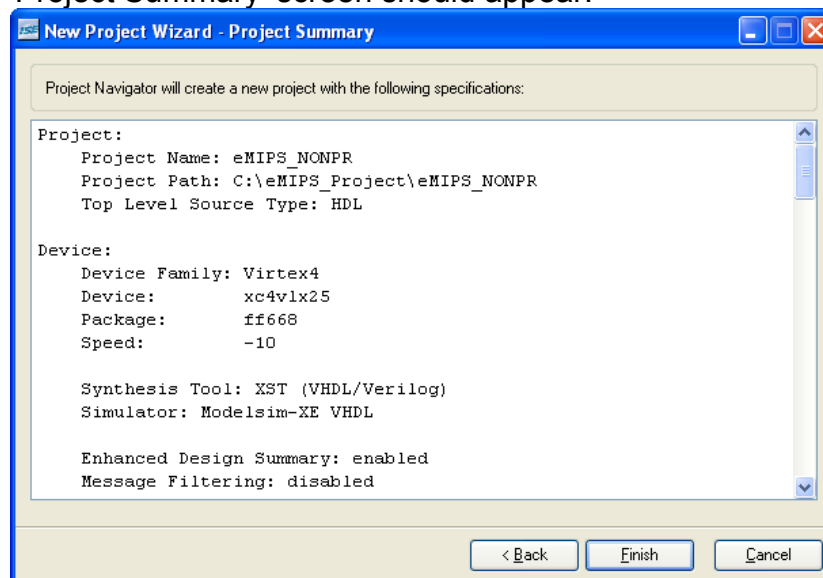 Project Summary screen should appear.
ISE New Project Wizard - Project Summary
Project Navigator will create a new project with the following specifications:
Project:
Project Name: eMIPS_NONPR
Project Path: C:\eMIPS_Project\eMIPS_NONPR
Top Level Source Type: HDL
Device:
Device Family: Virtex4
Device: xc4vlx25
Package: ff668
Speed: -10
Synthesis Tool: XST (VHDL/Verilog)
Simulator: Modelsim-XE VHDL
Enhanced Design Summary: enabled
Message Filtering: disabled
< Back Finish Cancel